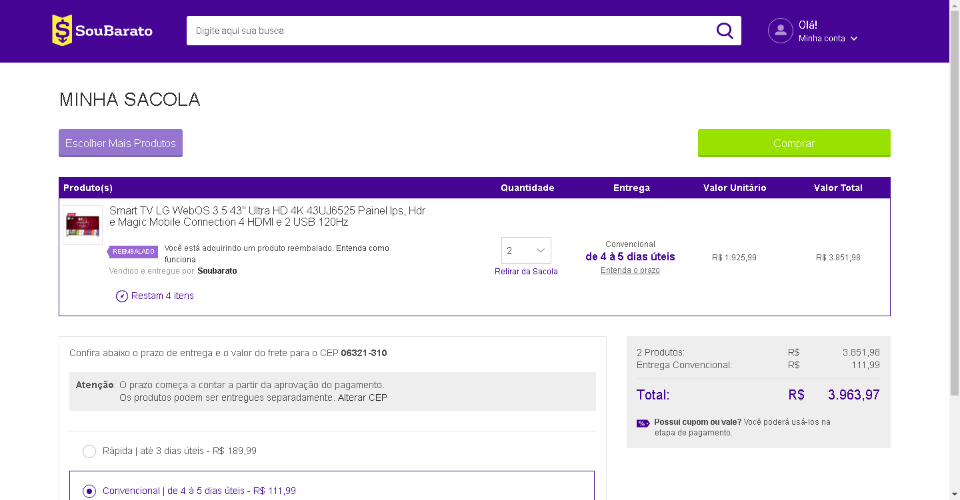 SouBarato
Digite aqui sua busca
Olá!
Minha conta
MINHA SACOLA
Escolher Mais Produtos
Comprar
Produto(s) Quantidade Entrega Valor Unitário Valor Total
Smart TV LG WebOS 3.5 43" Ultra HD 4K 43UJ6525 Painel Ips, Hdr
e Magic Mobile Connection 4 HDMI e 2 USB 120Hz
REEMBALADO Você está adquirindo um produto reembalado. Entenda como
funciona
Vendido e entregue por: Soubarato
Restam 4 itens
2
Retirar da Sacola
Convencional
de 4 à 5 dias úteis
Entenda o prazo
R$ 1.925,99
R$ 3.851,98
Confira abaixo o prazo de entrega e o valor do frete para o CEP 06321-310
Atenção: O prazo começa a contar a partir da aprovação do pagamento.
Os produtos podem ser entregues separadamente. Alterar CEP
Rápida | até 3 dias úteis - R$ 189,99
Convencional | de 4 à 5 dias úteis - R$ 111,99
2 Produtos: R$ 3.851,98
Entrega Convencional: R$ 111,99
Total: R$ 3.963,97
Possui cupom ou vale? Você poderá usá-los na
etapa de pagamento.